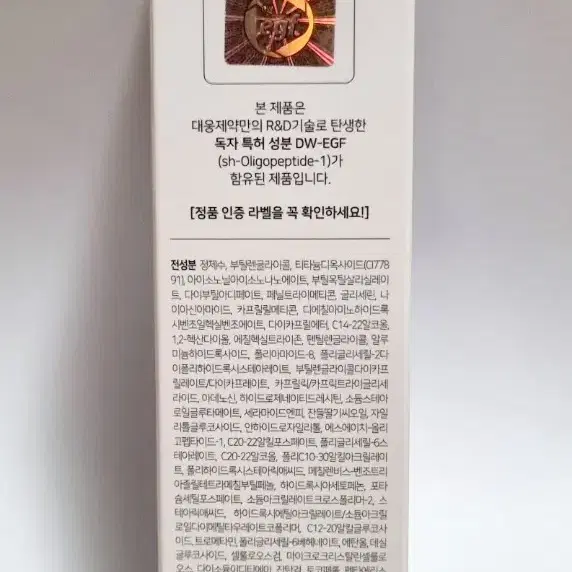 egf
본 제품은
대웅제약만의 R&D기술로 탄생한
독자 특허 성분 DW-EGF
(sh-Oligopeptide-1)가
함유된 제품입니다.
[정품 인증 라벨을 꼭 확인하세요!]
전성분 정제수, 부틸렌글라이콜, 티타늄디옥사이드(CI778
91), 아이소노닐아이소노나노에이트, 부틸옥틸살리실레이
트, 다이부틸아디페이트, 페닐트라이메티콘, 글리세린, 나
이아신아마이드, 카프릴릴메티콘, 디에칠아미노하이드록
시벤조일헥실벤조에이트, 다이카프릴에터, C14-22알코올,
1,2-헥산다이올, 에칠헥실트라이존, 펜틸렌글라이콜, 알루
미늄하이드록사이드, 폴리아마이드-8, 폴리글리세릴-2다
이폴리하이드록시스테아레이트, 부틸렌글라이콜다이카프
릴레이트/다이카프레이트, 카프릴릭/카프릭트라이글리세
라이드, 아데노신, 하이드로제네이티드레시틴, 소듐스테아
로일글루타메이트, 세라마이드엔피, 잔들딸기씨오일, 자일
리틸글루코사이드, 안하이드로자일리톨, 에스에이치-올리
고펩타이드-1, C20-22알킬포스페이트, 폴리글리세릴-6스
테아레이트, C20-22알코올, 폴리C10-30알킬아크릴레이
트, 폴리하이드록시스테아릭애씨드, 메칠렌비스-벤조트리
아졸릴테트라메칠부틸페놀, 하이드록시아세토페논, 포타
슘세틸포스페이트, 소듐아크릴레이트크로스폴리머-2, 스
테아릭애씨드, 하이드록시에틸아크릴레이트/소듐아크릴
로일다이메틸타우레이트코폴리머, C12-20알킬글루코사
이드, 트로메타민, 폴리글리세릴-6베헤네이트, 에탄올, 데실
글루코사이드, 셀룰로오스검, 마이크로크리스탈린셀룰로
오스, 다이소듐이디티에이, 잔탄검, 토코페롤, 펜타에리스